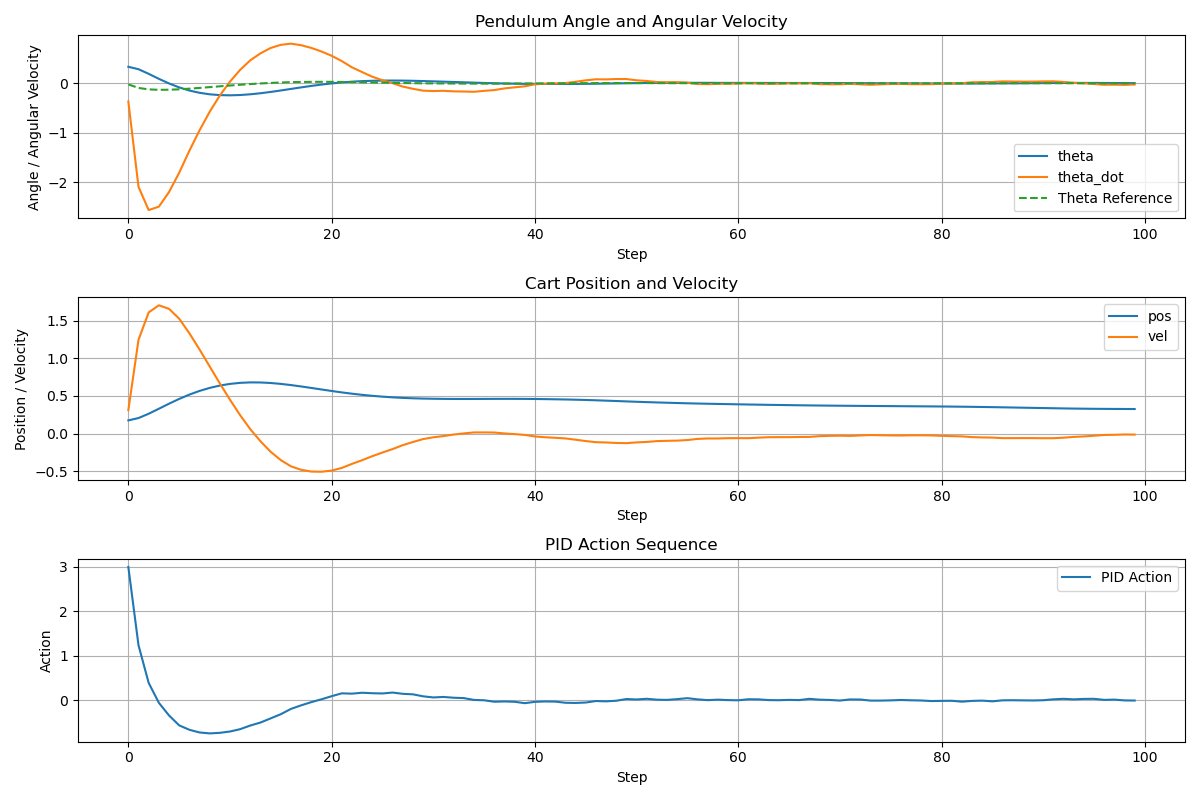 Pendulum Angle and Angular Velocity
Angle / Angular Velocity
0
−1
−2
theta
theta_dot
Theta Reference
0 20 40 60 80 100
Step
Cart Position and Velocity
Position / Velocity
1.5
1.0
0.5
0.0
−0.5
pos
vel
0 20 40 60 80 100
Step
PID Action Sequence
Action
3
2
1
0
PID Action
0 20 40 60 80 100
Step